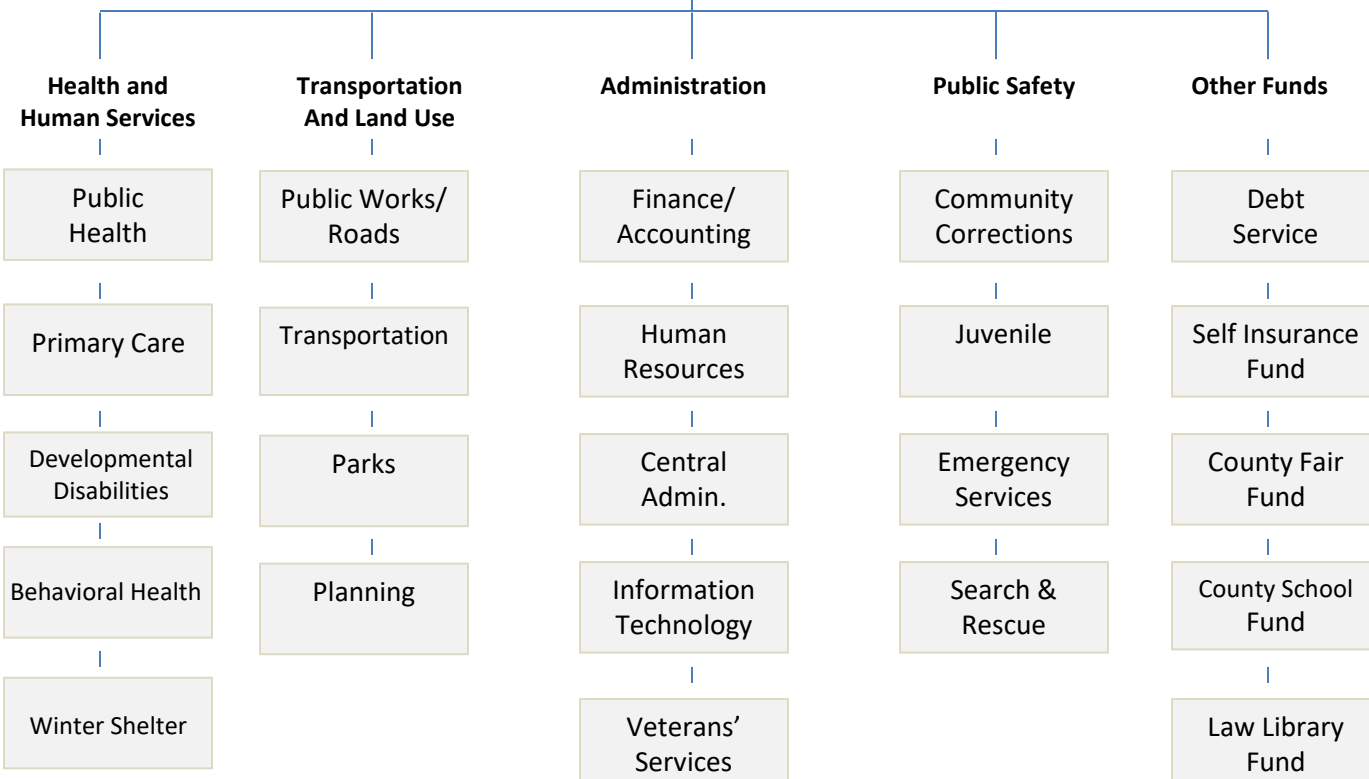 Health and
Human Services
Transportation
And Land Use
Administration
Public Safety
Other Funds
Public
Health
Public Works/
Roads
Finance/
Accounting
Community
Corrections
Debt
Service
Primary Care
Transportation
Human
Resources
Juvenile
Self Insurance
Fund
Developmental
Disabilities
Parks
Central
Admin.
Emergency
Services
County Fair
Fund
Behavioral Health
Planning
Information
Technology
Search &
Rescue
County School
Fund
Winter Shelter
Veterans’
Services
Law Library
Fund